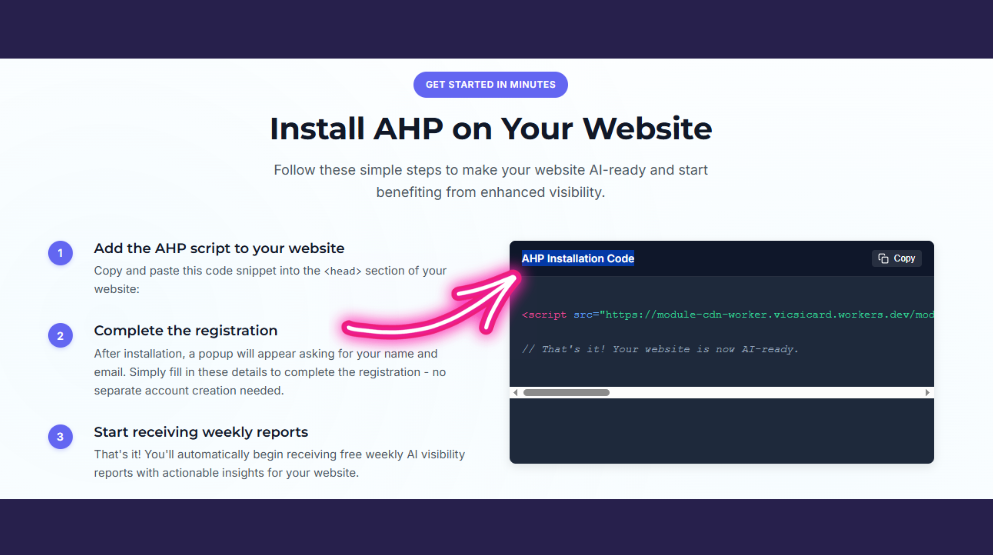 GET STARTED IN MINUTES
Install AHP on Your Website
Follow these simple steps to make your website AI-ready and start
benefiting from enhanced visibility.
1
Add the AHP script to your website
Copy and paste this code snippet into the <head> section of your
website:
2
Complete the registration
After installation, a popup will appear asking for your name and
email. Simply fill in these details to complete the registration - no
separate account creation needed.
3
Start receiving weekly reports
That's it! You'll automatically begin receiving free weekly AI visibility
reports with actionable insights for your website.
AHP Installation Code
Copy
<script src="https://module-cdn-worker.vicsicard.workers.dev/mod
// That's it! Your website is now AI-ready.